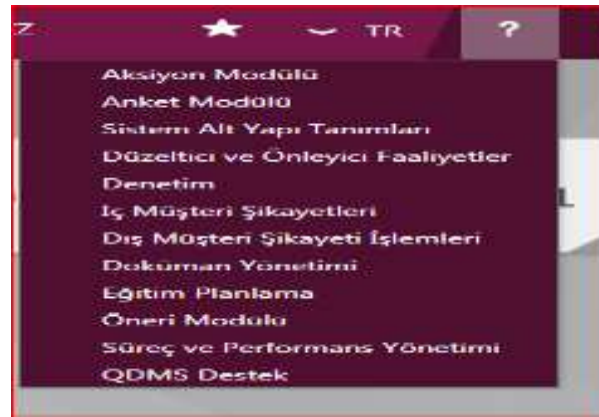 Z TR ?
Aksiyon Modülü
Anket Modülü
Sistem Alt Yapı Tanımları
Düzeltici ve Önleyici Faaliyetler
Denetim
İç Müşteri Şikayetleri
Dış Müşteri Şikayeti İşlemleri
Doküman Yönetimi
Eğitim Planlama
Öneri Modülü
Süreç ve Performans Yönetimi
QDMS Destek
L